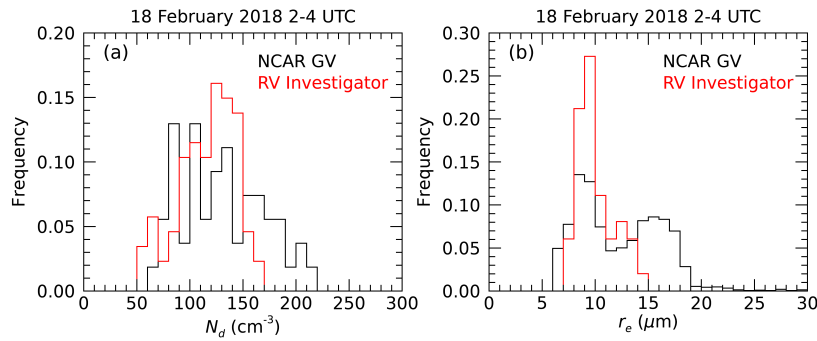 18 February 2018 2-4 UTC
(a)
NCAR GV
RV Investigator
Frequency
0.20
0.15
0.10
0.05
0.00
0 50 100 150 200 250 300
N_d (cm⁻³)
18 February 2018 2-4 UTC
(b)
NCAR GV
RV Investigator
Frequency
0.30
0.25
0.20
0.15
0.10
0.05
0.00
0 5 10 15 20 25 30
r_e (μm)